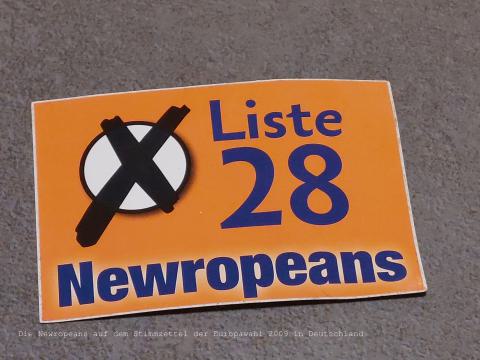 Liste
28
Newropeans
Die Newropeans auf dem Stimmzettel der Europawahl 2009 in Deutschland